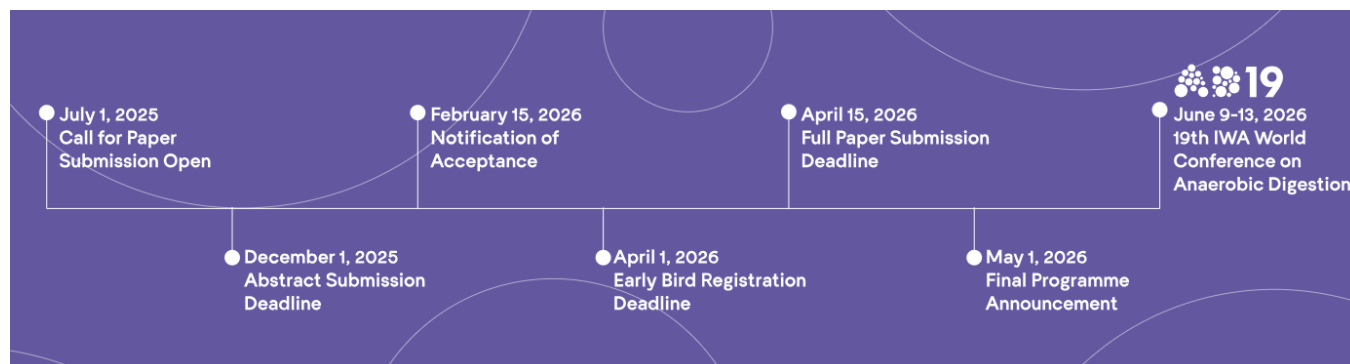 July 1, 2025
Call for Paper
Submission Open
December 1, 2025
Abstract Submission
Deadline
February 15, 2026
Notification of
Acceptance
April 1, 2026
Early Bird Registration
Deadline
April 15, 2026
Full Paper Submission
Deadline
May 1, 2026
Final Programme
Announcement
AD19
June 9-13, 2026
19th IWA World
Conference on
Anaerobic Digestion